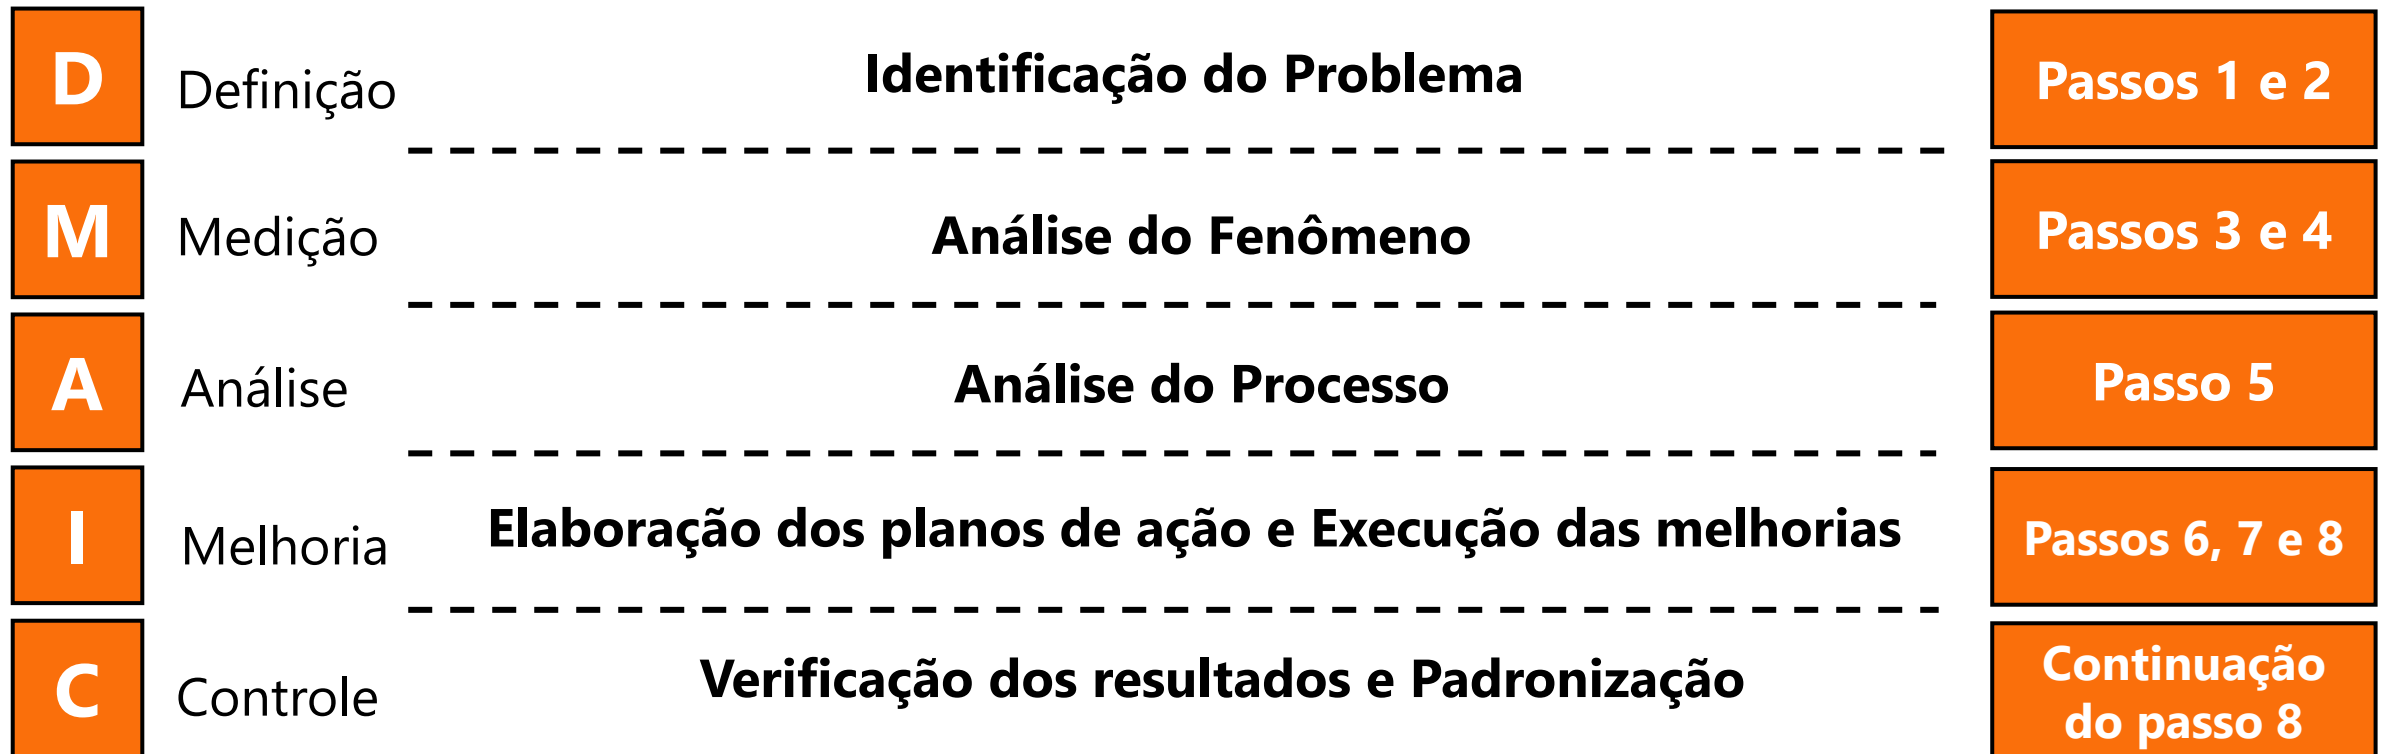 D
Definição
Identificação do Problema
Passos 1 e 2
M
Medição
Análise do Fenômeno
Passos 3 e 4
A
Análise
Análise do Processo
Passo 5
I
Melhoria
Elaboração dos planos de ação e Execução das melhorias
Passos 6, 7 e 8
C
Controle
Verificação dos resultados e Padronização
Continuação
do passo 8